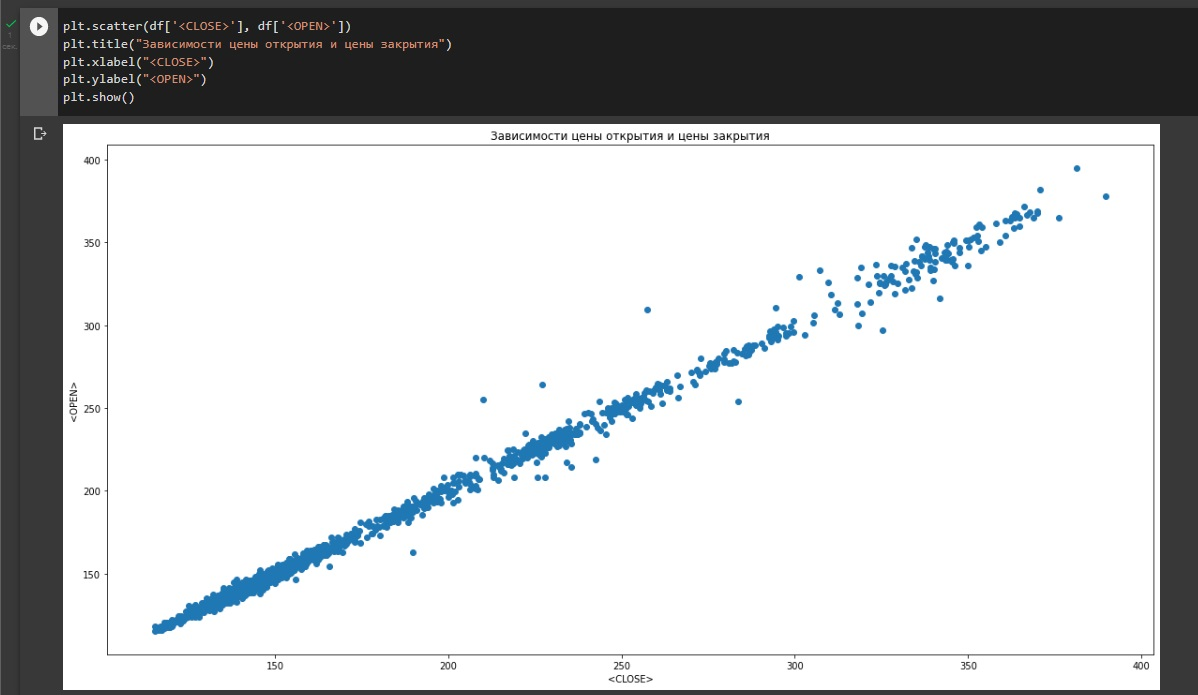 plt.scatter(df['<CLOSE>'], df['<OPEN>'])
plt.title("Зависимости цены открытия и цены закрытия")
plt.xlabel("<CLOSE>")
plt.ylabel("<OPEN>")
plt.show()
1
сек.
Зависимости цены открытия и цены закрытия
400
350
300
250
200
150
<OPEN>
150
200
250
300
350
400
<CLOSE>